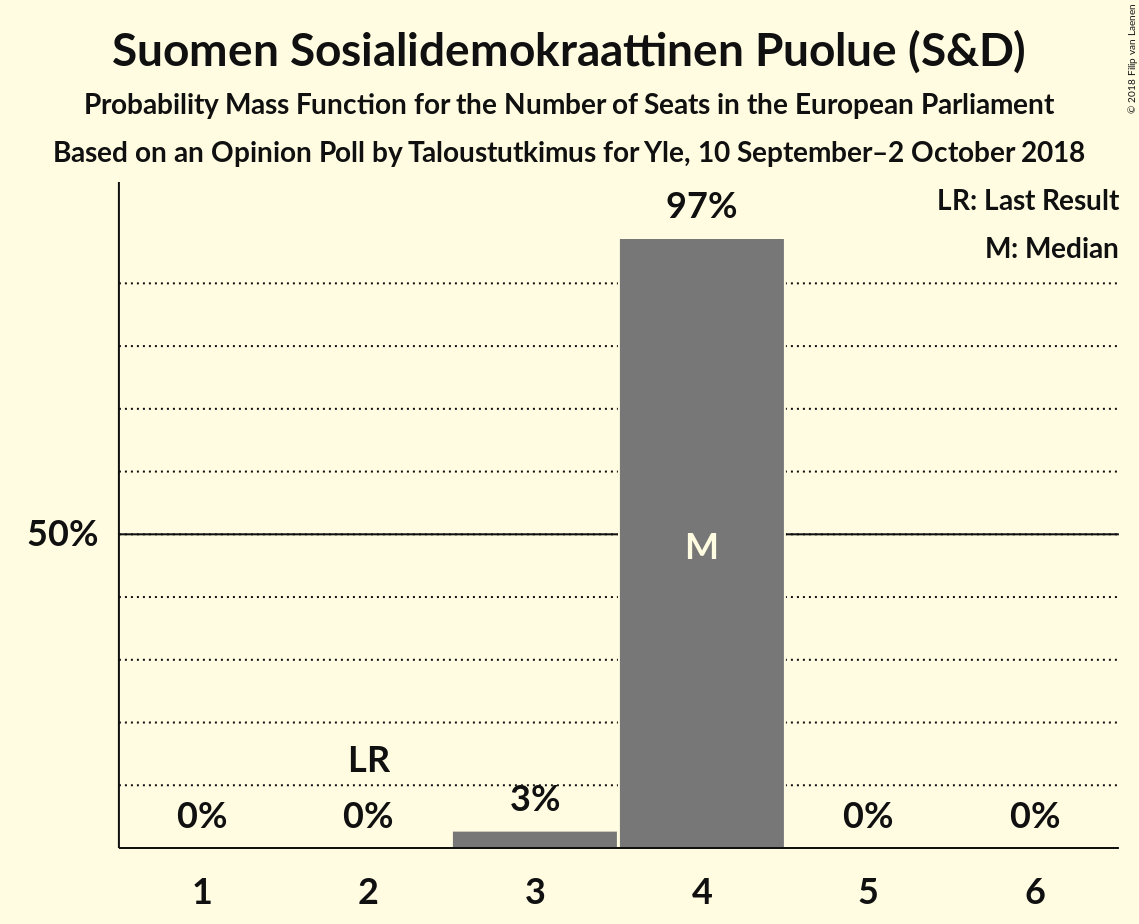 Suomen Sosialidemokraattinen Puolue (S&D)
Probability Mass Function for the Number of Seats in the European Parliament
Based on an Opinion Poll by Taloustutkimus for Yle, 10 September–2 October 2018
© 2018 Filip van Laenen
LR: Last Result
M: Median
97%
50%
M
LR
0%
0%
3%
0%
0%
1
2
3
4
5
6